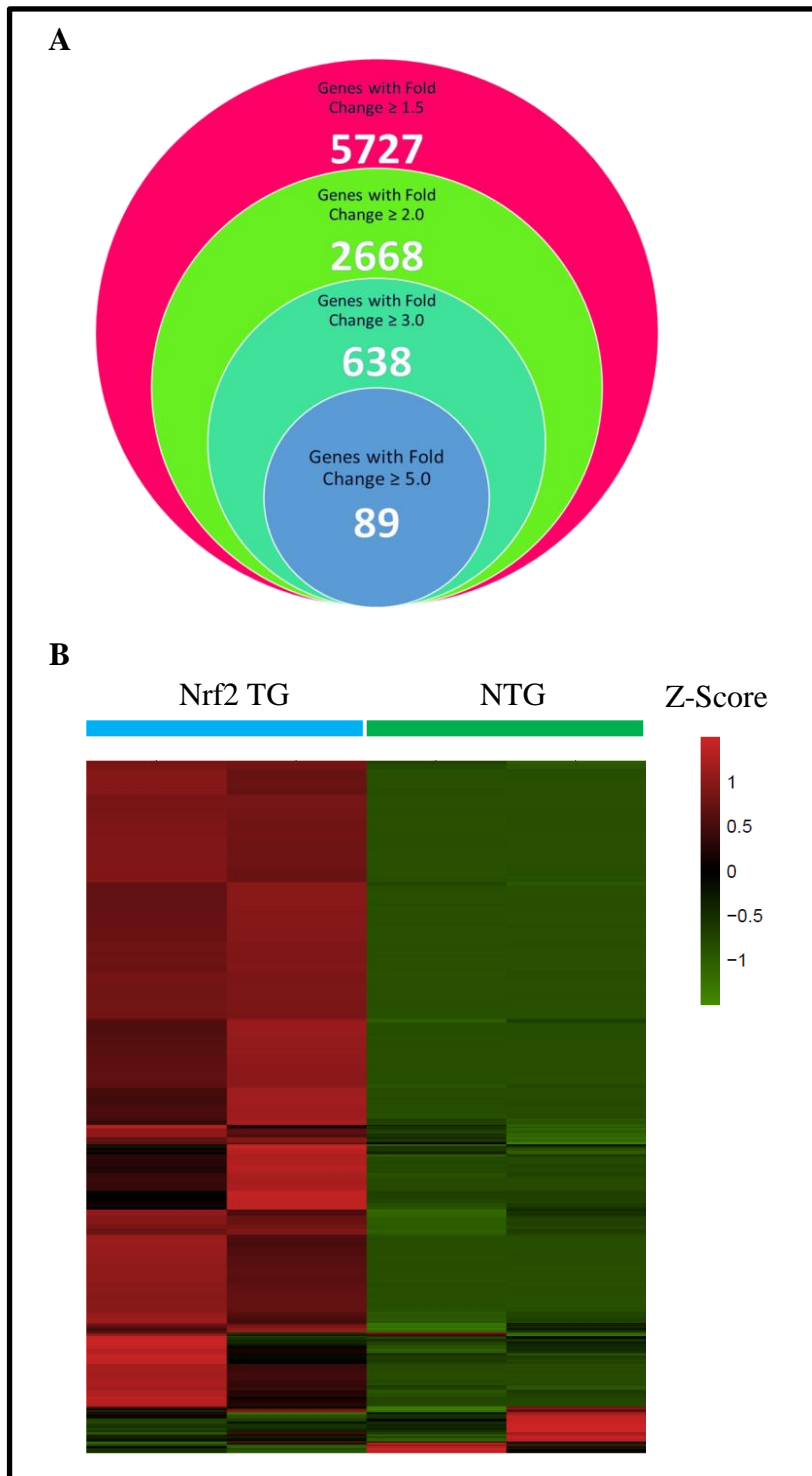 A
Genes with Fold
Change ≥ 1.5
5727
Genes with Fold
Change ≥ 2.0
2668
Genes with Fold
Change ≥ 3.0
638
Genes with Fold
Change ≥ 5.0
89
B
Nrf2 TG
NTG
Z-Score
1
0.5
0
−0.5
−1